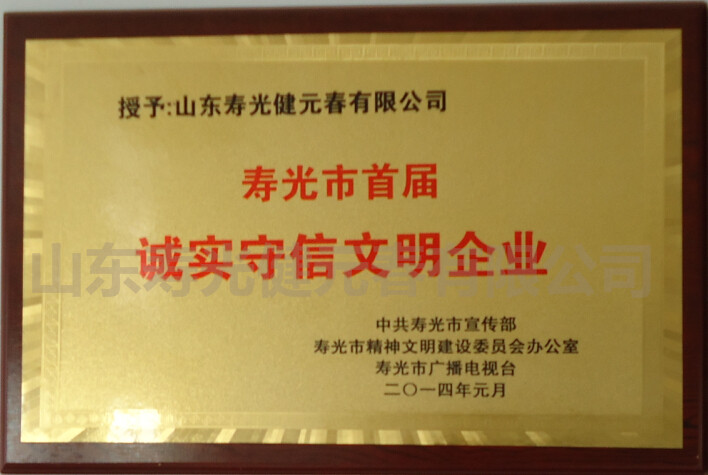 授予:山东寿光健元春有限公司
寿光市首届
诚实守信文明企业
山东寿光健元春有限公司
中共寿光市宣传部
寿光市精神文明建设委员会办公室
寿光市广播电视台
二〇一四年元月